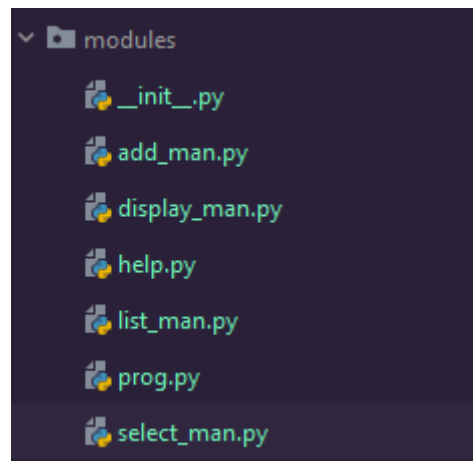 modules
__init__.py
add_man.py
display_man.py
help.py
list_man.py
prog.py
select_man.py